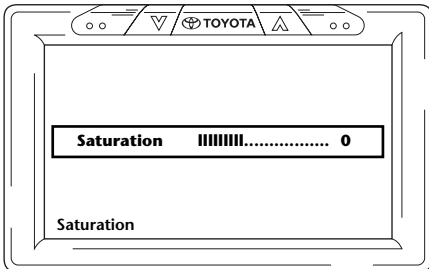 TOYOTA
Saturation IIIIIIIII................. 0
Saturation